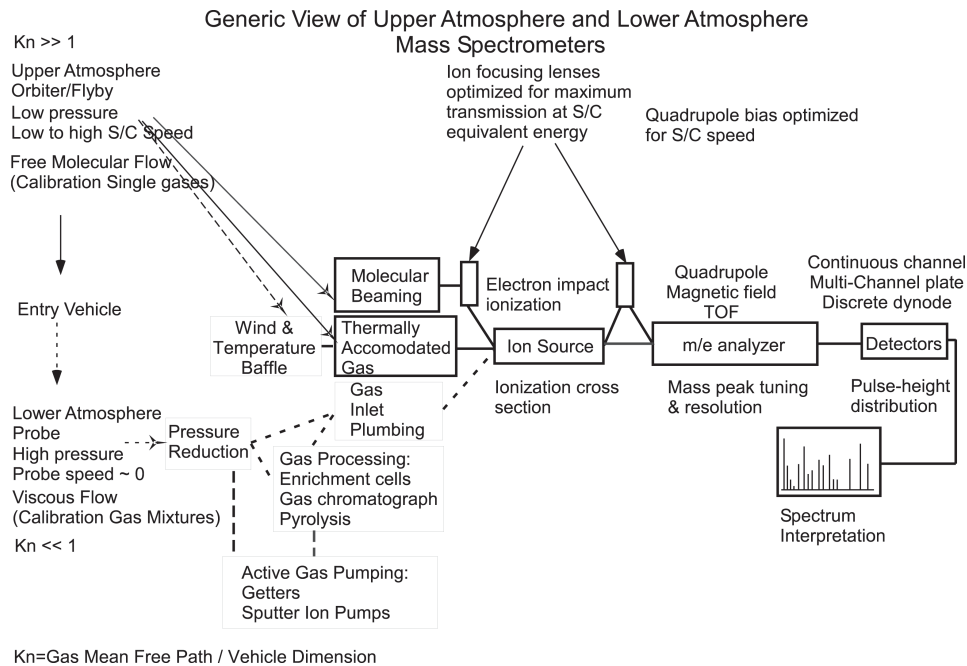 Generic View of Upper Atmosphere and Lower Atmosphere
Mass Spectrometers
Kn >> 1
Upper Atmosphere
Orbiter/Flyby
Low pressure
Low to high S/C Speed
Free Molecular Flow
(Calibration Single gases)
Ion focusing lenses
optimized for maximum
transmission at S/C
equivalent energy
Quadrupole bias optimized
for S/C speed
Entry Vehicle
Molecular
Beaming
Electron impact
ionization
Quadrupole
Magnetic field
TOF
Continuous channel
Multi-Channel plate
Discrete dynode
Wind &
Temperature
Baffle
Thermally
Accomodated
Gas
Ion Source
m/e analyzer
Detectors
Gas
Inlet
Plumbing
Ionization cross
section
Mass peak tuning
& resolution
Pulse-height
distribution
Lower Atmosphere
Probe
High pressure
Probe speed ~ 0
Viscous Flow
(Calibration Gas Mixtures)
Kn << 1
Pressure
Reduction
Gas Processing:
Enrichment cells
Gas chromatograph
Pyrolysis
Spectrum
Interpretation
Active Gas Pumping:
Getters
Sputter Ion Pumps
Kn=Gas Mean Free Path / Vehicle Dimension